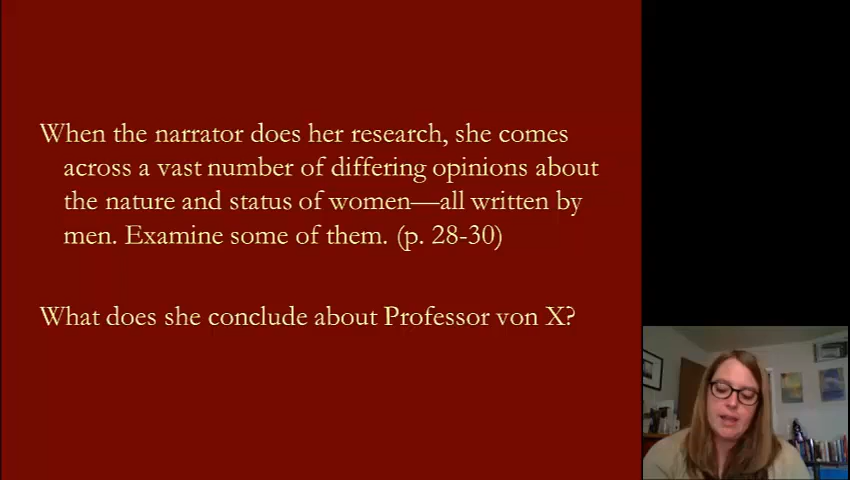 When the narrator does her research, she comes
across a vast number of differing opinions about
the nature and status of women—all written by
men. Examine some of them. (p. 28-30)
What does she conclude about Professor von X?